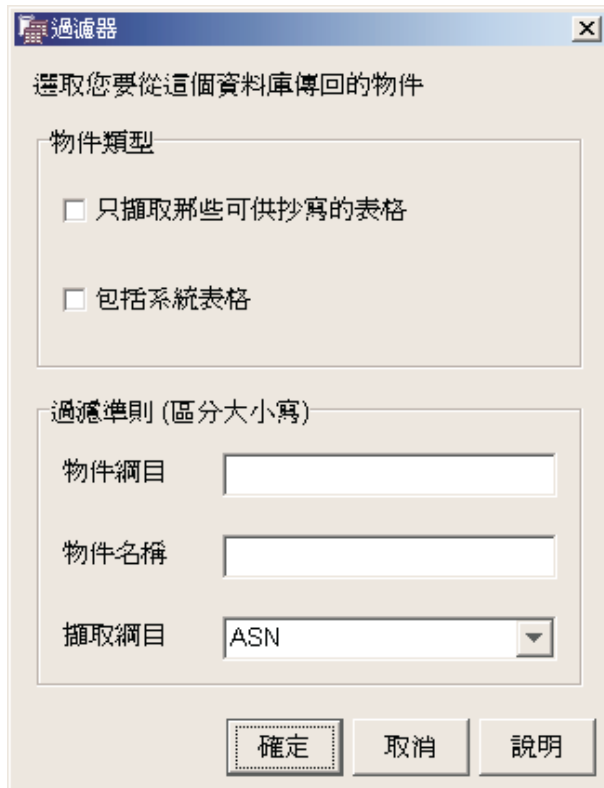 過濾器
選取您要從這個資料庫傳回的物件
物件類型
只擷取那些可供抄寫的表格
包括系統表格
過濾準則 (區分大小寫)
物件綱目
物件名稱
擷取綱目 ASN
確定 取消 說明